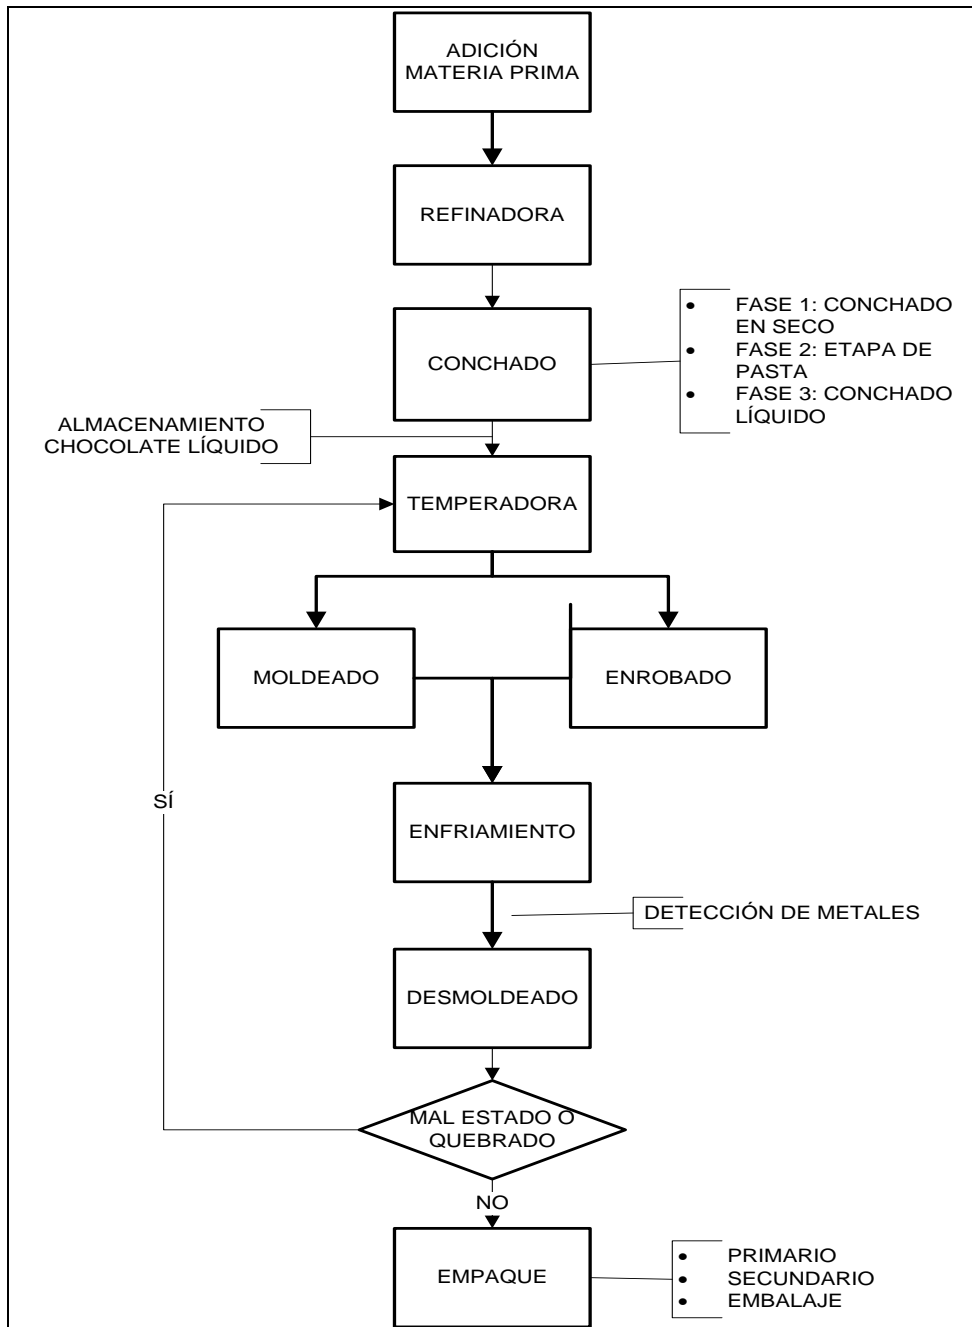 ADICIÓN
MATERIA PRIMA
REFINADORA
CONCHADO
• FASE 1: CONCHADO
EN SECO
• FASE 2: ETAPA DE
PASTA
• FASE 3: CONCHADO
LÍQUIDO
ALMACENAMIENTO
CHOCOLATE LÍQUIDO
TEMPERADORA
MOLDEADO
ENROBADO
SÍ
ENFRIAMIENTO
DETECCIÓN DE METALES
DESMOLDEADO
MAL ESTADO O
QUEBRADO
NO
EMPAQUE
• PRIMARIO
• SECUNDARIO
• EMBALAJE